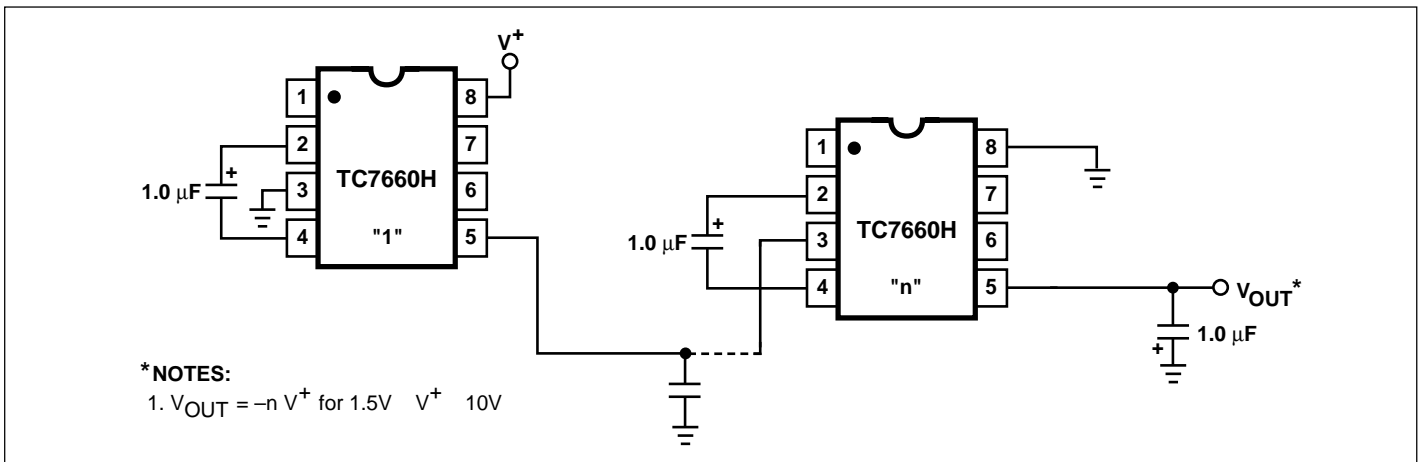 V+
1
2
3
4
8
7
6
5
TC7660H
"1"
1.0 µF
+
1
2
3
4
8
7
6
5
TC7660H
"n"
1.0 µF
+
VOUT*
1.0 µF
+
*NOTES:
1. VOUT = –n V+ for 1.5V V+ 10V